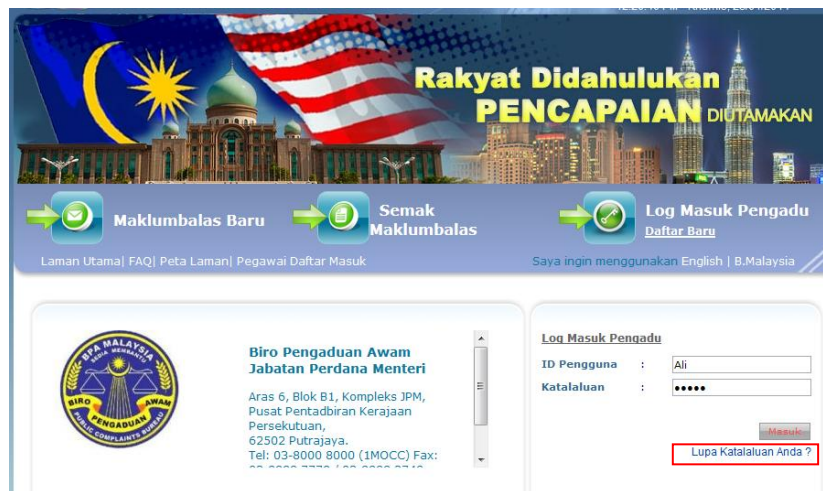 Rakyat Didahulukan
PENCAPAIAN DIUTAMAKAN
Maklumbalas Baru
Semak
Maklumbalas
Log Masuk Pengadu
Daftar Baru
Laman Utama| FAQ| Peta Laman| Pegawai Daftar Masuk
Saya ingin menggunakan English | B.Malaysia
BPA MALAYSIA
SEDIA MEMBANTU
BIRO PENGADUAN AWAM
PUBLIC COMPLAINTS BUREAU
Biro Pengaduan Awam
Jabatan Perdana Menteri
Aras 6, Blok B1, Kompleks JPM,
Pusat Pentadbiran Kerajaan
Persekutuan,
62502 Putrajaya.
Tel: 03-8000 8000 (1MOCC) Fax:
Log Masuk Pengadu
ID Pengguna : Ali
Katalaluan : •••••
Masuk
Lupa Katalaluan Anda ?